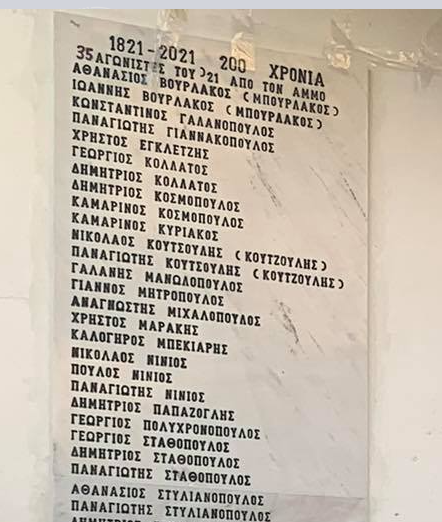 1821-2021 200 ΧΡΟΝΙΑ
35 ΑΓΩΝΙΣΤΕΣ ΤΟΥ '21 ΑΠΟ ΤΟΝ ΑΜΜΟ
ΑΘΑΝΑΣΙΟΣ ΒΟΥΡΛΑΚΟΣ (ΜΠΟΥΡΛΑΚΟΣ)
ΙΩΑΝΝΗΣ ΒΟΥΡΛΑΚΟΣ (ΜΠΟΥΡΛΑΚΟΣ)
ΚΩΝΣΤΑΝΤΙΝΟΣ ΓΑΛΑΝΟΠΟΥΛΟΣ
ΠΑΝΑΓΙΩΤΗΣ ΓΙΑΝΝΑΚΟΠΟΥΛΟΣ
ΧΡΗΣΤΟΣ ΕΓΚΛΕΤΖΗΣ
ΓΕΩΡΓΙΟΣ ΚΟΛΛΑΤΟΣ
ΔΗΜΗΤΡΙΟΣ ΚΟΛΛΑΤΟΣ
ΔΗΜΗΤΡΙΟΣ ΚΟΣΜΟΠΟΥΛΟΣ
ΚΑΜΑΡΙΝΟΣ ΚΟΣΜΟΠΟΥΛΟΣ
ΚΑΜΑΡΙΝΟΣ ΚΥΡΙΑΚΟΣ
ΝΙΚΟΛΑΟΣ ΚΟΥΤΣΟΥΛΗΣ (ΚΟΥΤΖΟΥΛΗΣ)
ΠΑΝΑΓΙΩΤΗΣ ΚΟΥΤΣΟΥΛΗΣ (ΚΟΥΤΖΟΥΛΗΣ)
ΓΑΛΑΝΗΣ ΜΑΝΩΛΟΠΟΥΛΟΣ
ΓΙΑΝΝΟΣ ΜΗΤΡΟΠΟΥΛΟΣ
ΑΝΑΓΝΩΣΤΗΣ ΜΙΧΑΛΟΠΟΥΛΟΣ
ΧΡΗΣΤΟΣ ΜΑΡΑΚΗΣ
ΚΑΛΟΓΗΡΟΣ ΜΠΕΚΙΑΡΗΣ
ΝΙΚΟΛΑΟΣ ΝΙΝΙΟΣ
ΠΟΥΛΟΣ ΝΙΝΙΟΣ
ΠΑΝΑΓΙΩΤΗΣ ΝΙΝΙΟΣ
ΔΗΜΗΤΡΙΟΣ ΠΑΠΑΖΟΓΛΗΣ
ΓΕΩΡΓΙΟΣ ΠΟΛΥΧΡΟΝΟΠΟΥΛΟΣ
ΓΕΩΡΓΙΟΣ ΣΤΑΘΟΠΟΥΛΟΣ
ΔΗΜΗΤΡΙΟΣ ΣΤΑΘΟΠΟΥΛΟΣ
ΠΑΝΑΓΙΩΤΗΣ ΣΤΑΘΟΠΟΥΛΟΣ
ΑΘΑΝΑΣΙΟΣ ΣΤΥΛΙΑΝΟΠΟΥΛΟΣ
ΠΑΝΑΓΙΩΤΗΣ ΣΤΥΛΙΑΝΟΠΟΥΛΟΣ